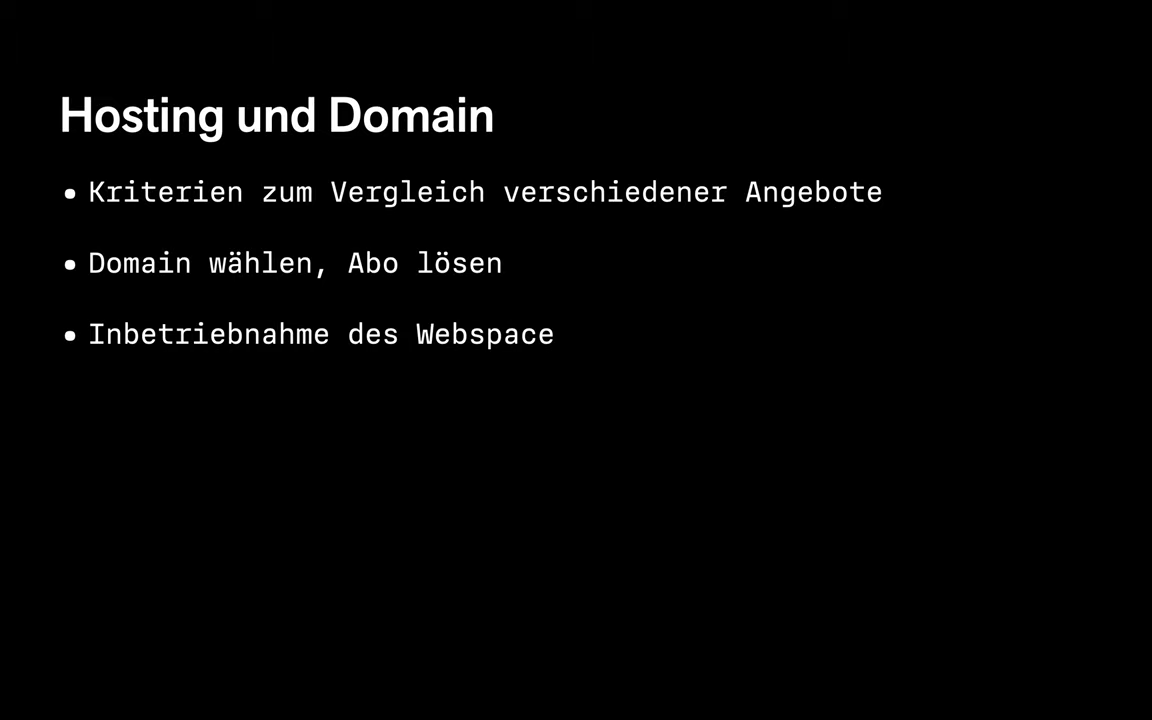 Hosting und Domain
• Kriterien zum Vergleich verschiedener Angebote
• Domain wählen, Abo lösen
• Inbetriebnahme des Webspace